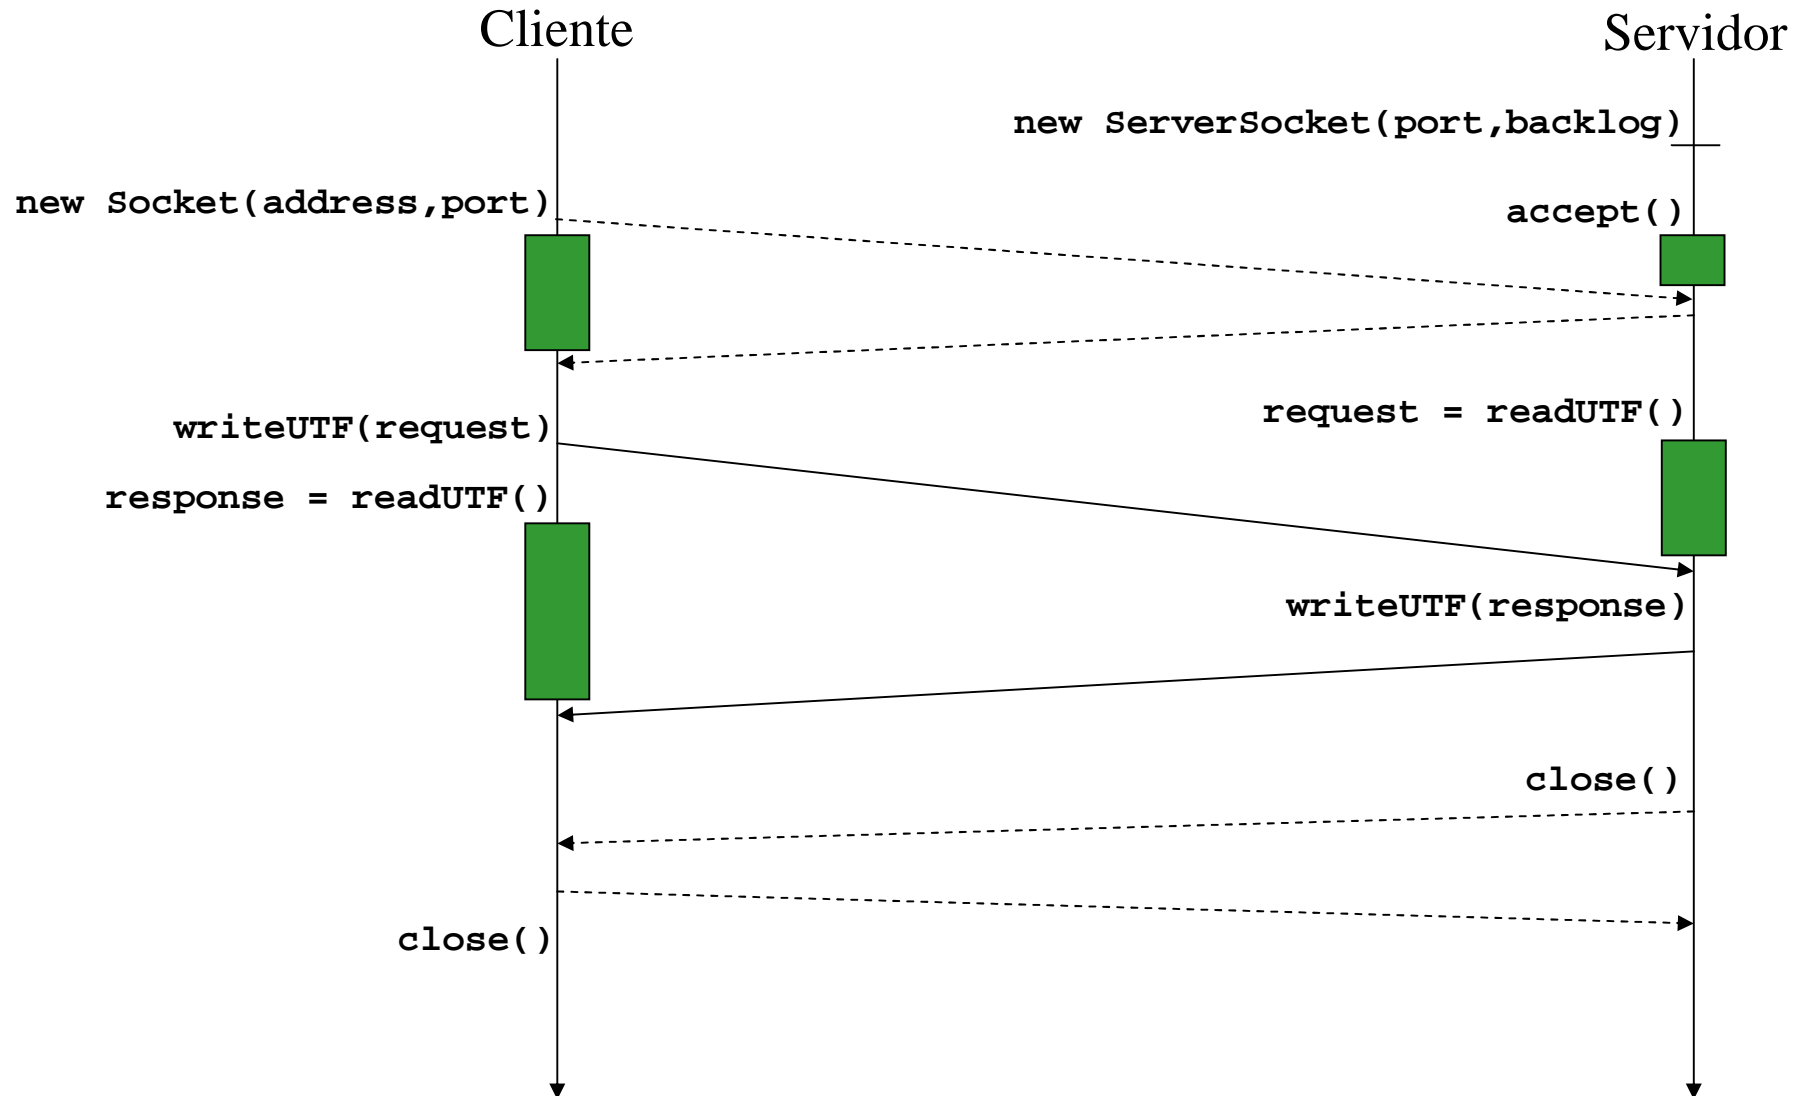 Cliente
Servidor
new ServerSocket(port,backlog)
new Socket(address,port)
accept()
request = readUTF()
writeUTF(request)
response = readUTF()
writeUTF(response)
close()
close()